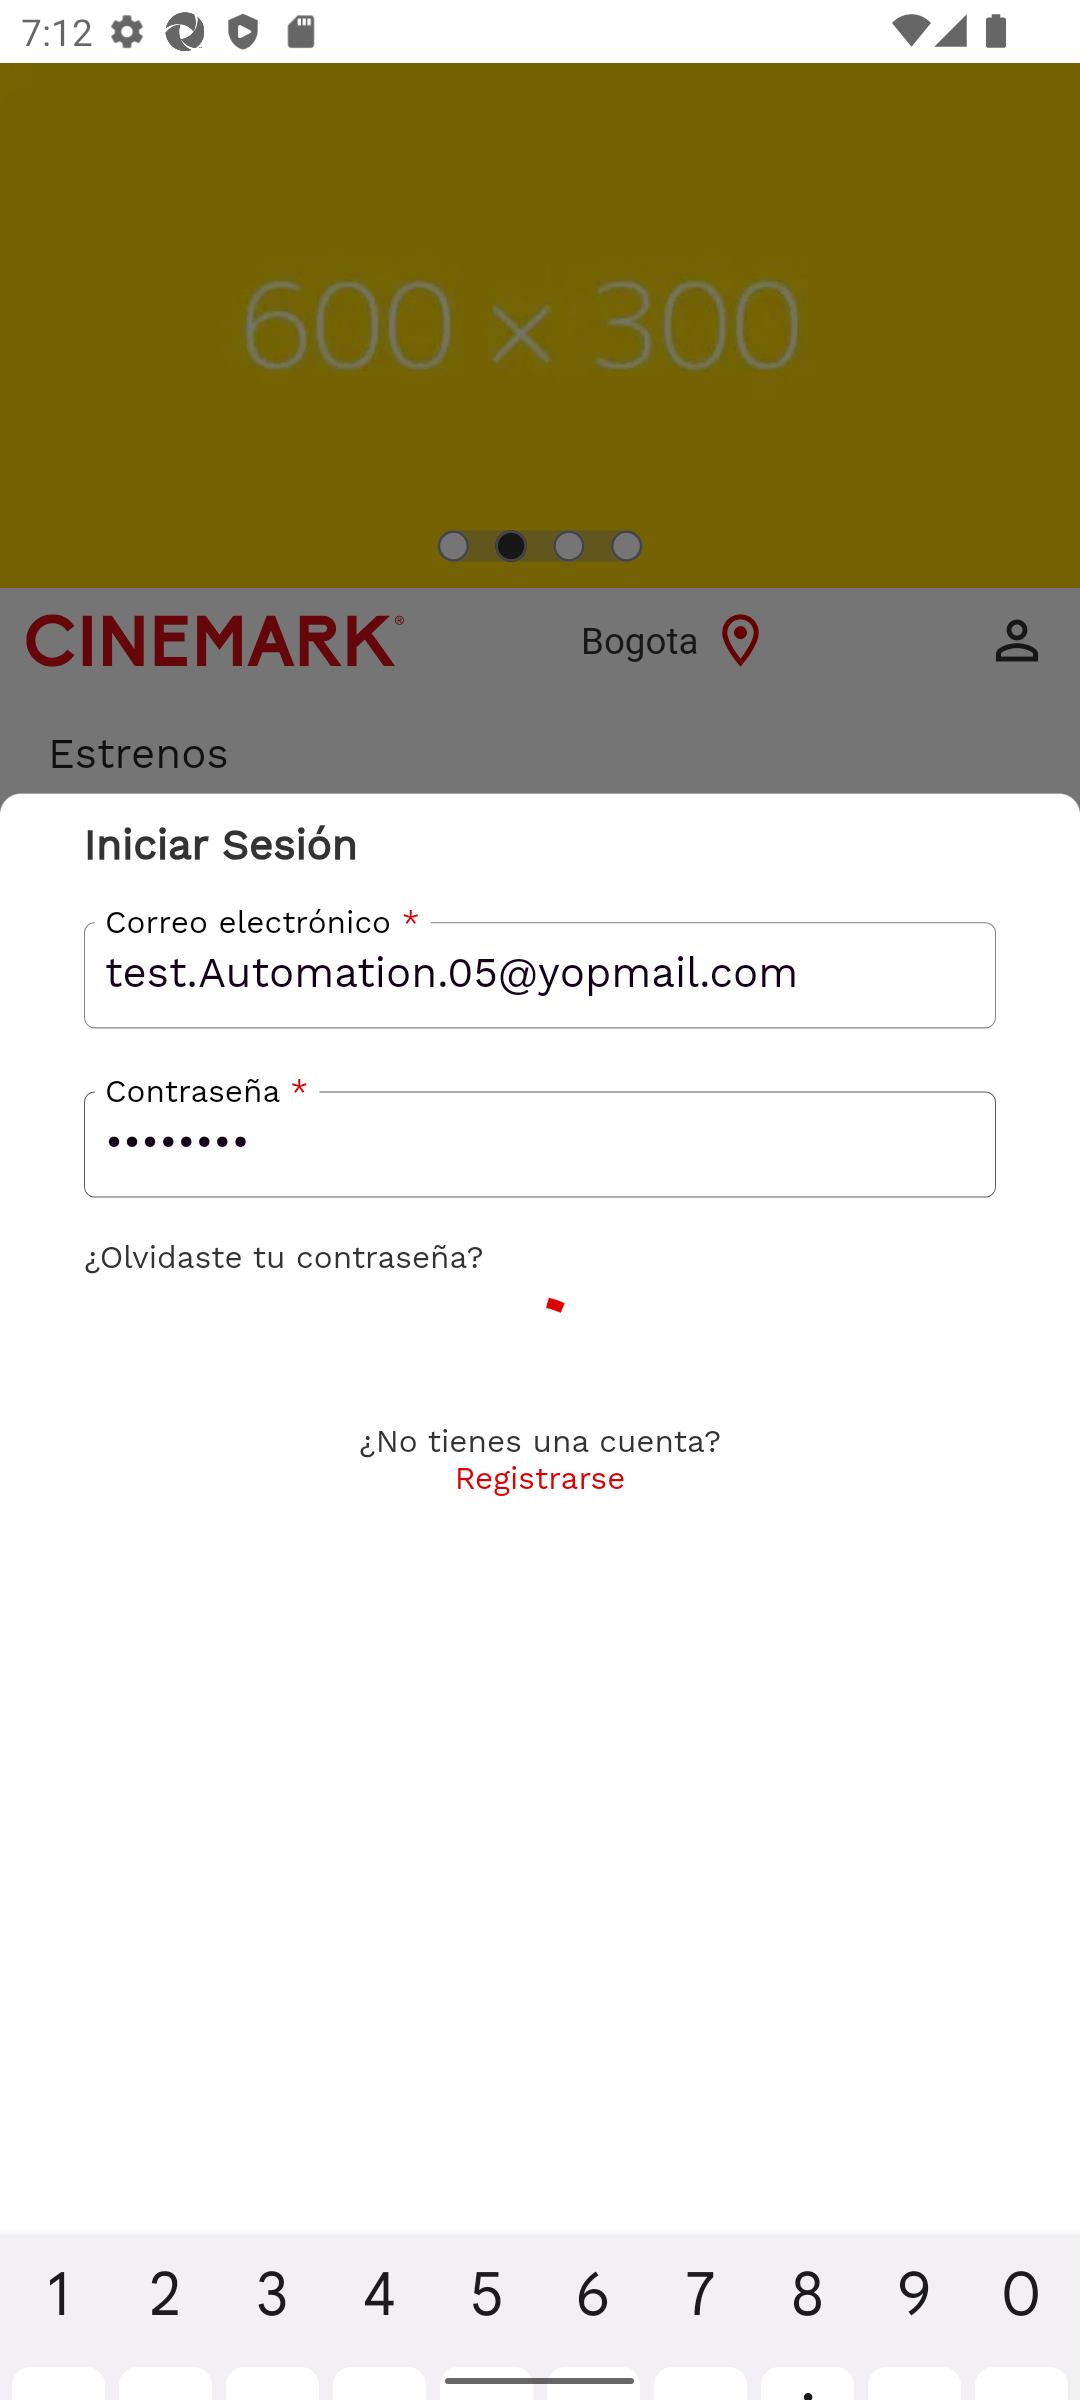 7:12
600 × 300
CINEMARK®
Bogota
Estrenos
Iniciar Sesión
Correo electrónico *
test.Automation.05@yopmail.com
Contraseña *
••••••••
¿Olvidaste tu contraseña?
¿No tienes una cuenta?
Registrarse
1 2 3 4 5 6 7 8 9 0